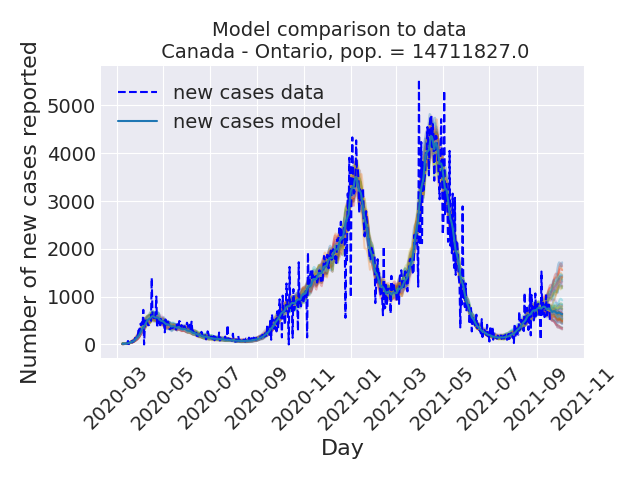 Model comparison to data
Canada - Ontario, pop. = 14711827.0
new cases data
new cases model
Number of new cases reported
5000
4000
3000
2000
1000
0
2020-03
2020-05
2020-07
2020-09
2020-11
2021-01
2021-03
2021-05
2021-07
2021-09
2021-11
Day